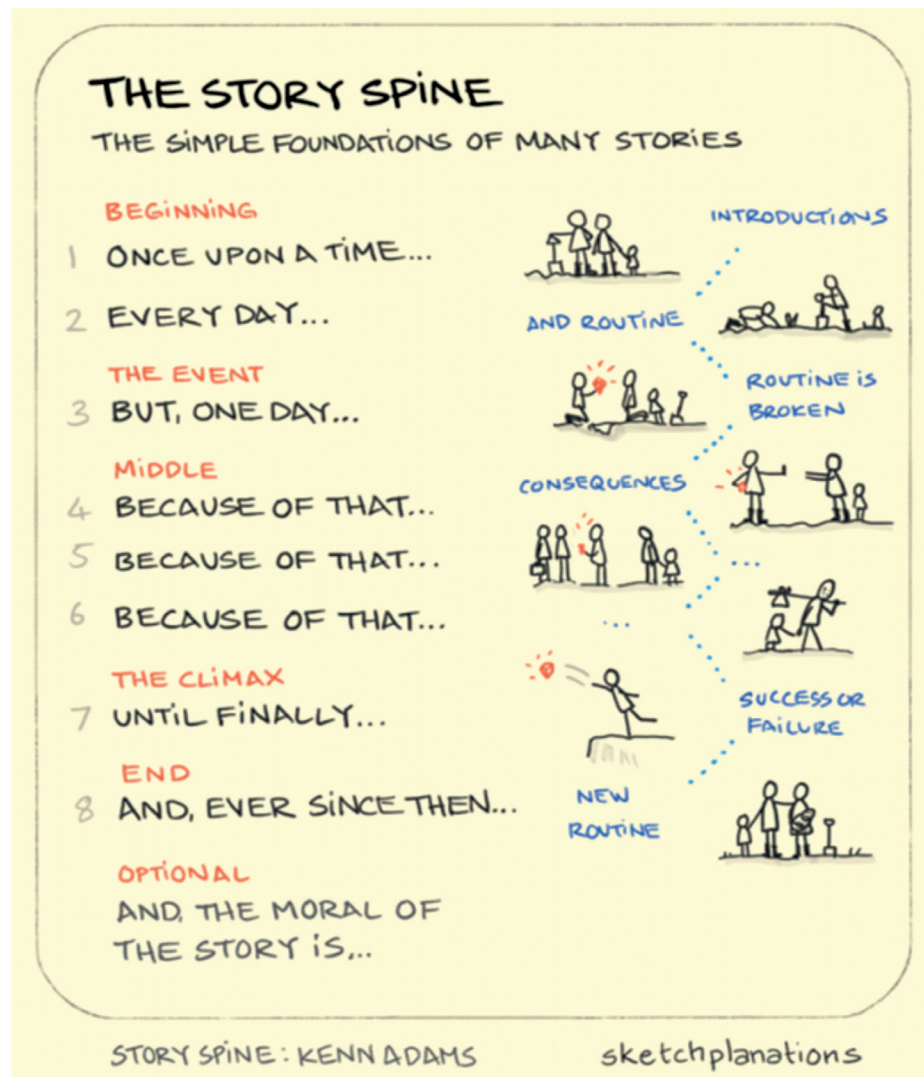 THE STORY SPINE
THE SIMPLE FOUNDATIONS OF MANY STORIES
BEGINNING
1 ONCE UPON A TIME...
2 EVERY DAY...
THE EVENT
3 BUT, ONE DAY...
MIDDLE
4 BECAUSE OF THAT...
5 BECAUSE OF THAT...
6 BECAUSE OF THAT...
THE CLIMAX
7 UNTIL FINALLY...
END
8 AND, EVER SINCE THEN...
OPTIONAL
AND, THE MORAL OF
THE STORY IS,..
INTRODUCTIONS
AND ROUTINE
ROUTINE IS
BROKEN
CONSEQUENCES
...
...
SUCCESS OR
FAILURE
NEW
ROUTINE
STORY SPINE: KENN ADAMS
sketchplanations